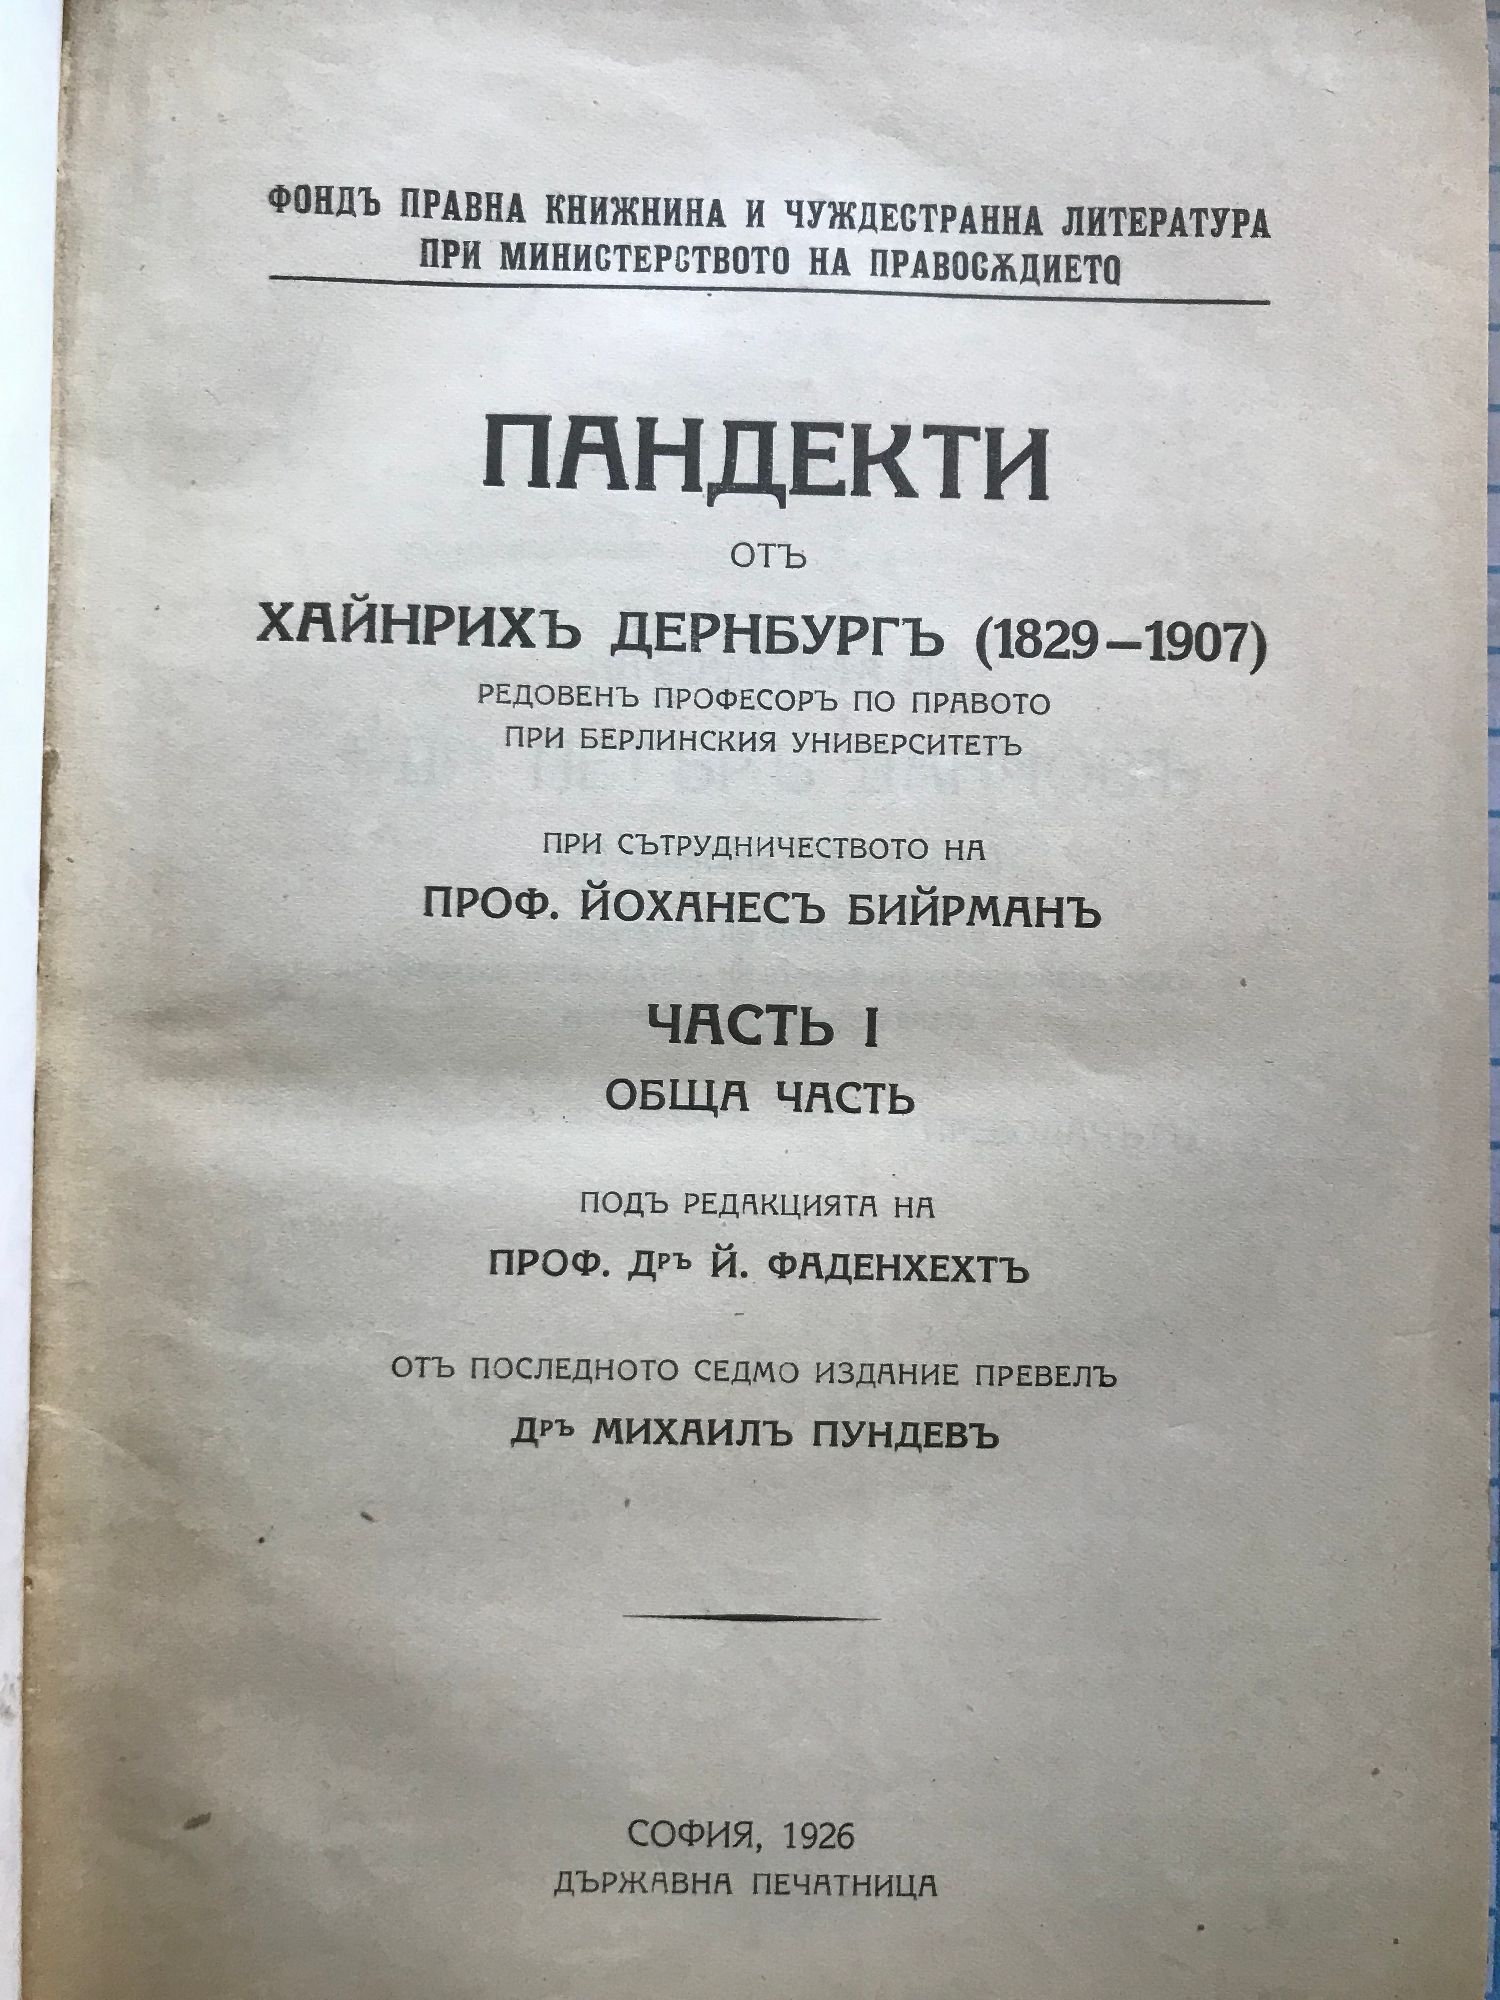 ФОНДЪ ПРАВНА КНИЖНИНА И ЧУЖДЕСТРАННА ЛИТЕРАТУРА
ПРИ МИНИСТЕРСТВОТО НА ПРАВОСѪДИЕТО
ПАНДЕКТИ
ОТЪ
ХАЙНРИХЪ ДЕРНБУРГЪ (1829—1907)
РЕДОВЕНЪ ПРОФЕСОРЪ ПО ПРАВОТО
ПРИ БЕРЛИНСКИЯ УНИВЕРСИТЕТЪ
ПРИ СЪТРУДНИЧЕСТВОТО НА
ПРОФ. ЙОХАНЕСЪ БИЙРМАНЪ
ЧАСТЬ I
ОБЩА ЧАСТЬ
ПОДЪ РЕДАКЦИЯТА НА
ПРОФ. ДРЪ Й. ФАДЕНХЕХТЪ
ОТЪ ПОСЛЕДНОТО СЕДМО ИЗДАНИЕ ПРЕВЕЛЪ
ДРЪ МИХАИЛЪ ПУНДЕВЪ
СОФИЯ, 1926
ДЪРЖАВНА ПЕЧАТНИЦА